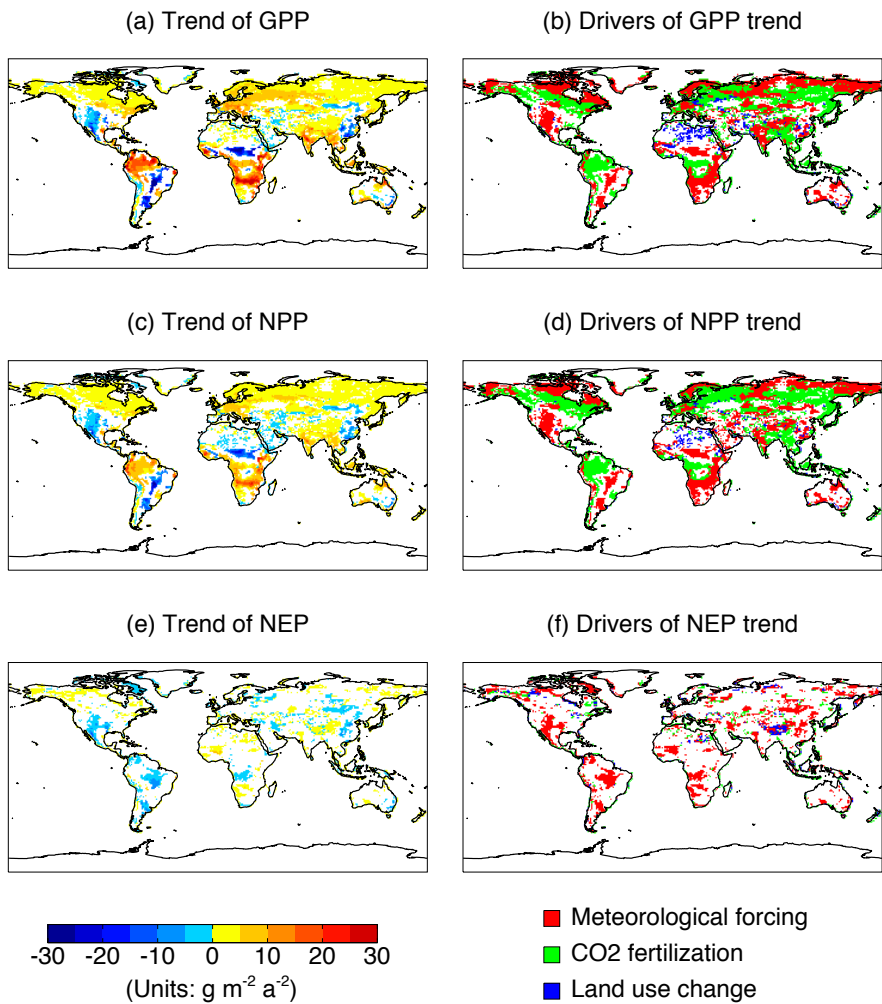 (a) Trend of GPP
(b) Drivers of GPP trend
(c) Trend of NPP
(d) Drivers of NPP trend
(e) Trend of NEP
(f) Drivers of NEP trend
-30 -20 -10 0 10 20 30
(Units: g m⁻² a⁻²)
Meteorological forcing
CO2 fertilization
Land use change